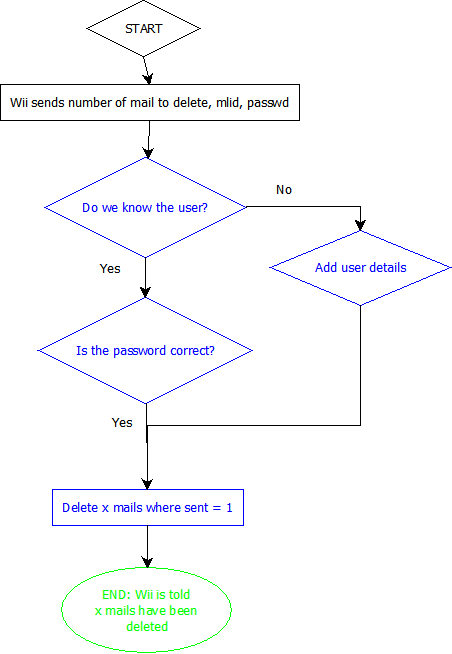 START
Wii sends number of mail to delete, mlid, passwd
Do we know the user?
No
Add user details
Yes
Is the password correct?
Yes
Delete x mails where sent = 1
END: Wii is told
x mails have been
deleted